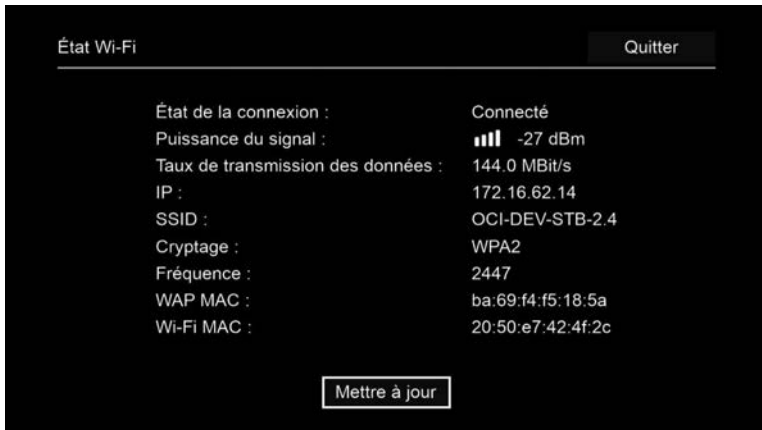 État Wi-Fi Quitter
État de la connexion : Connecté
Puissance du signal : -27 dBm
Taux de transmission des données : 144.0 MBit/s
IP : 172.16.62.14
SSID : OCI-DEV-STB-2.4
Cryptage : WPA2
Fréquence : 2447
WAP MAC : ba:69:f4:f5:18:5a
Wi-Fi MAC : 20:50:e7:42:4f:2c
Mettre à jour